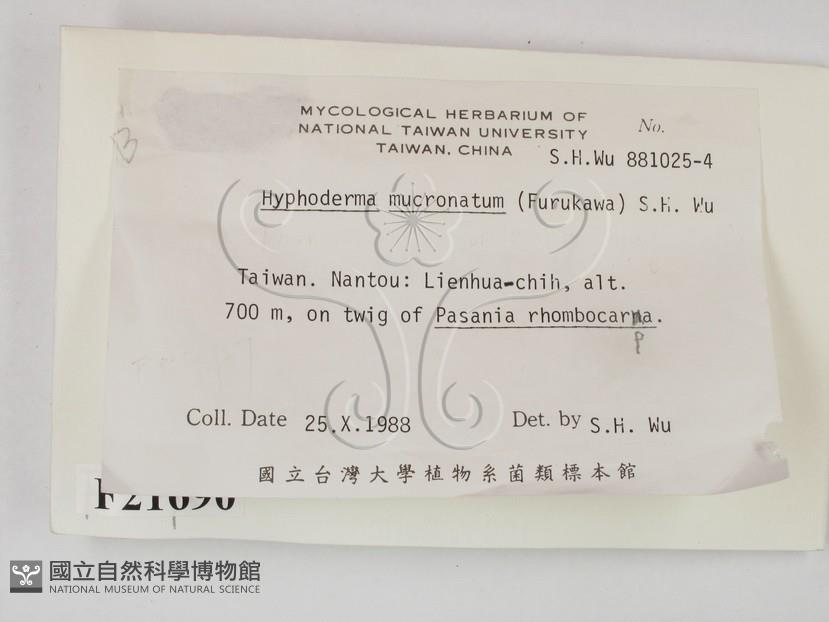 MYCOLOGICAL HERBARIUM OF
NATIONAL TAIWAN UNIVERSITY
TAIWAN, CHINA
No.
S.H.Wu 881025-4
Hyphoderma mucronatum (Furukawa) S.H. Wu
Taiwan. Nantou: Lienhua-chih, alt.
700 m, on twig of Pasania rhombocarna.
p
Coll. Date 25.X.1988 Det. by S.H. Wu
國立台灣大學植物系菌類標本館
國立自然科學博物館
NATIONAL MUSEUM OF NATURAL SCIENCE